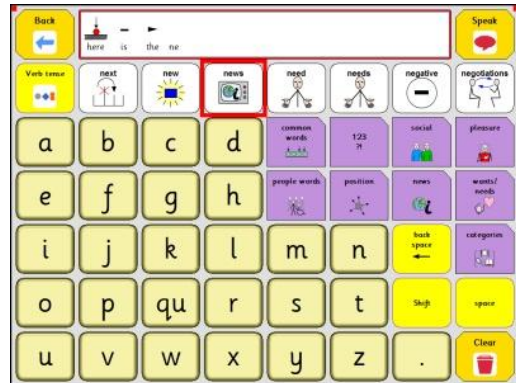 Back
here is the ne
Speak
Verb tense
next
new
news
need
needs
negative
negotiations
a b c d
common words
123
?!
social
pleasure
e f g h
people words
position
news
wants/ needs
i j k l m n
back space
categories
o p qu r s t
Shift
space
u v w x y z .
Clear